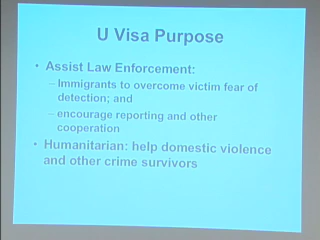 U Visa Purpose
• Assist Law Enforcement:
– Immigrants to overcome victim fear of
detection; and
– encourage reporting and other
cooperation
• Humanitarian: help domestic violence
and other crime survivors